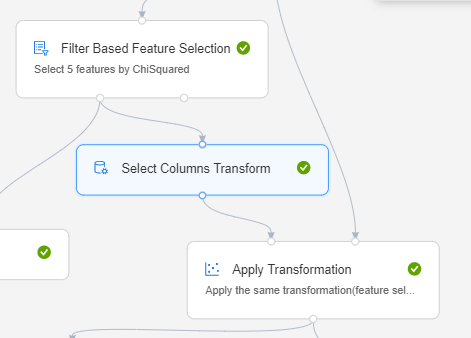 Filter Based Feature Selection
Select 5 features by ChiSquared
Select Columns Transform
Apply Transformation
Apply the same transformation(feature sel...